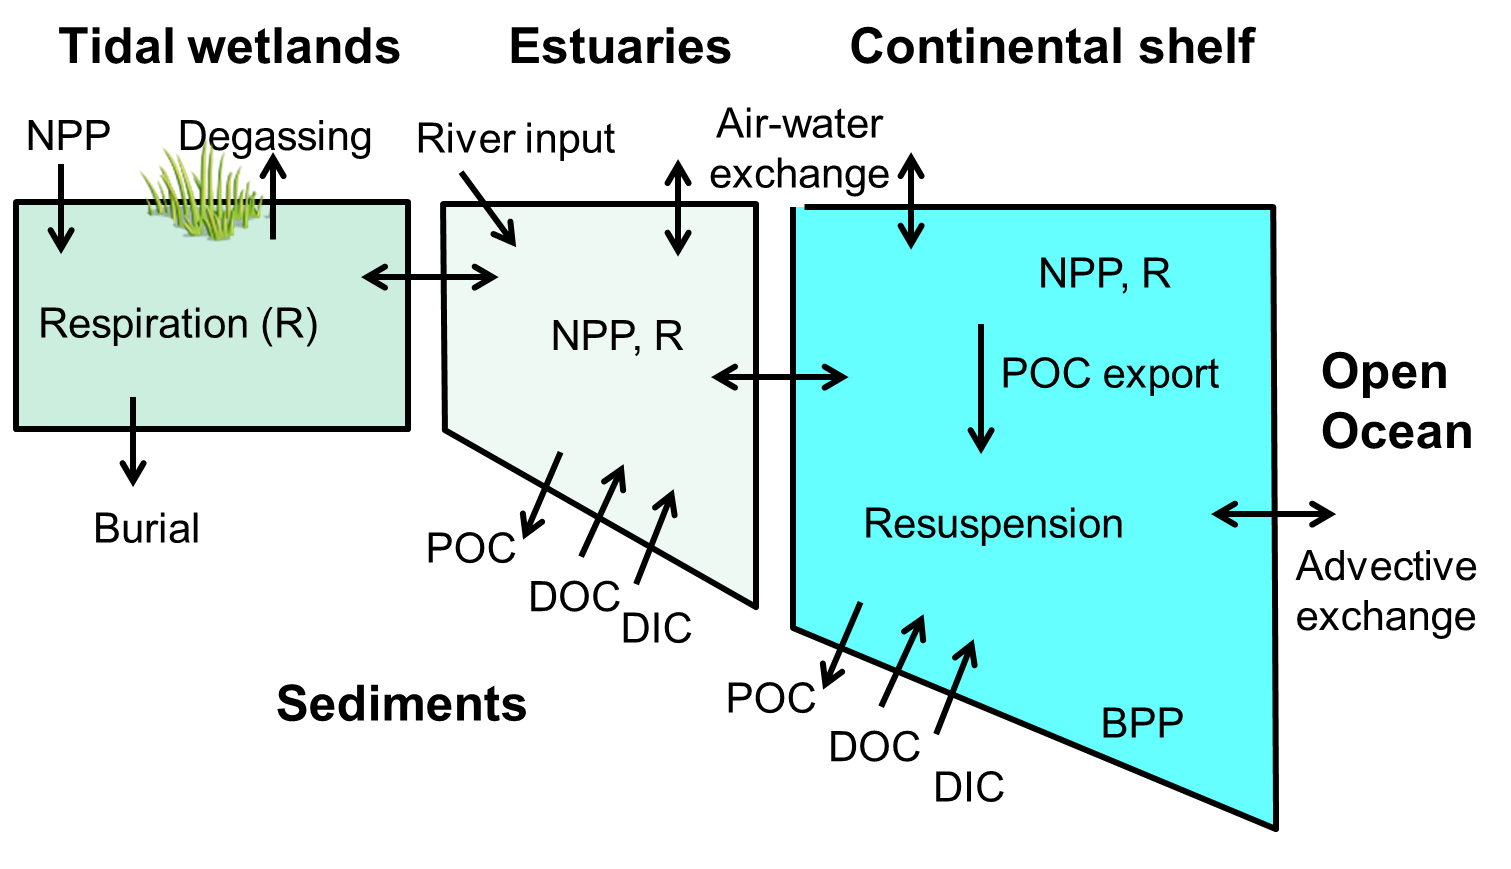 Tidal wetlands
Estuaries
Continental shelf
NPP
Degassing
River input
Air-water
exchange
Respiration (R)
NPP, R
NPP, R
POC export
Open
Ocean
Burial
POC
DOC
DIC
Resuspension
Advective
exchange
Sediments
POC
DOC
DIC
BPP